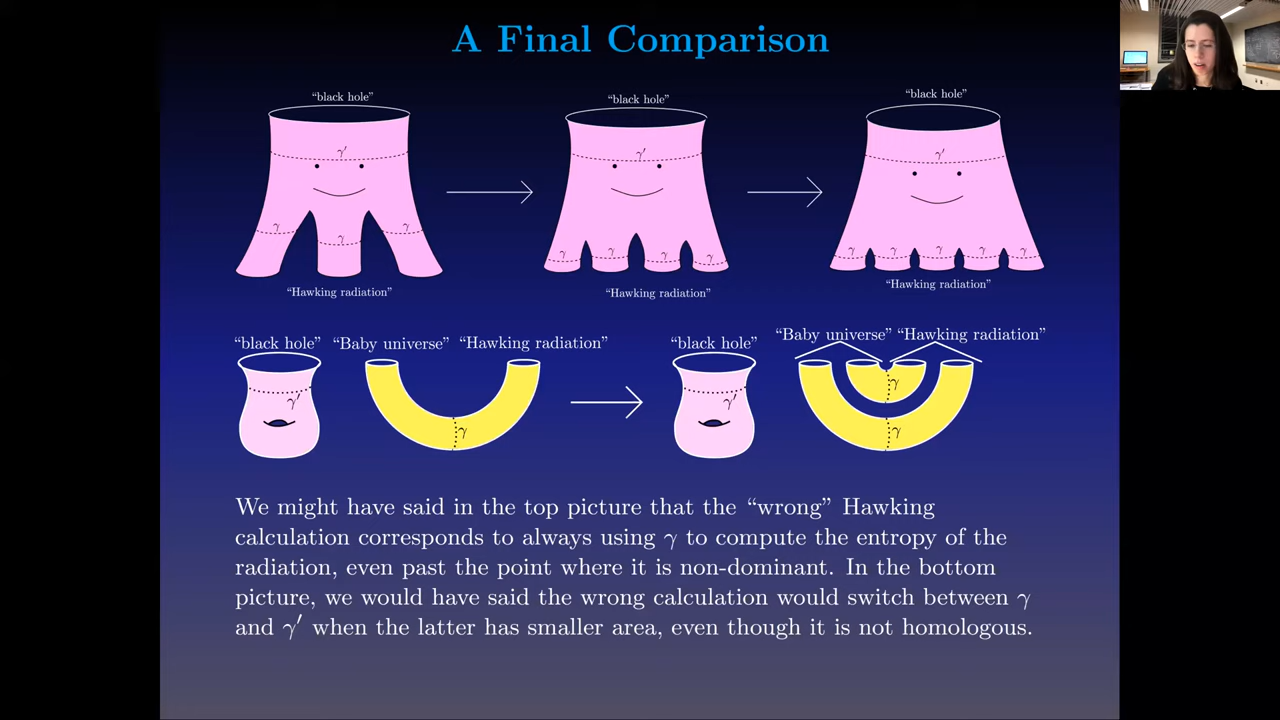 A Final Comparison
“black hole” “black hole” “black hole”
γ′ γ′ γ′
γ γ γ γ γ γ γ γ γ γ γ γ
“Hawking radiation” “Hawking radiation” “Hawking radiation”
“black hole” “Baby universe” “Hawking radiation” “black hole” “Baby universe” “Hawking radiation”
γ′ γ′ γ
γ γ
We might have said in the top picture that the “wrong” Hawking
calculation corresponds to always using γ to compute the entropy of the
radiation, even past the point where it is non-dominant. In the bottom
picture, we would have said the wrong calculation would switch between γ
and γ′ when the latter has smaller area, even though it is not homologous.